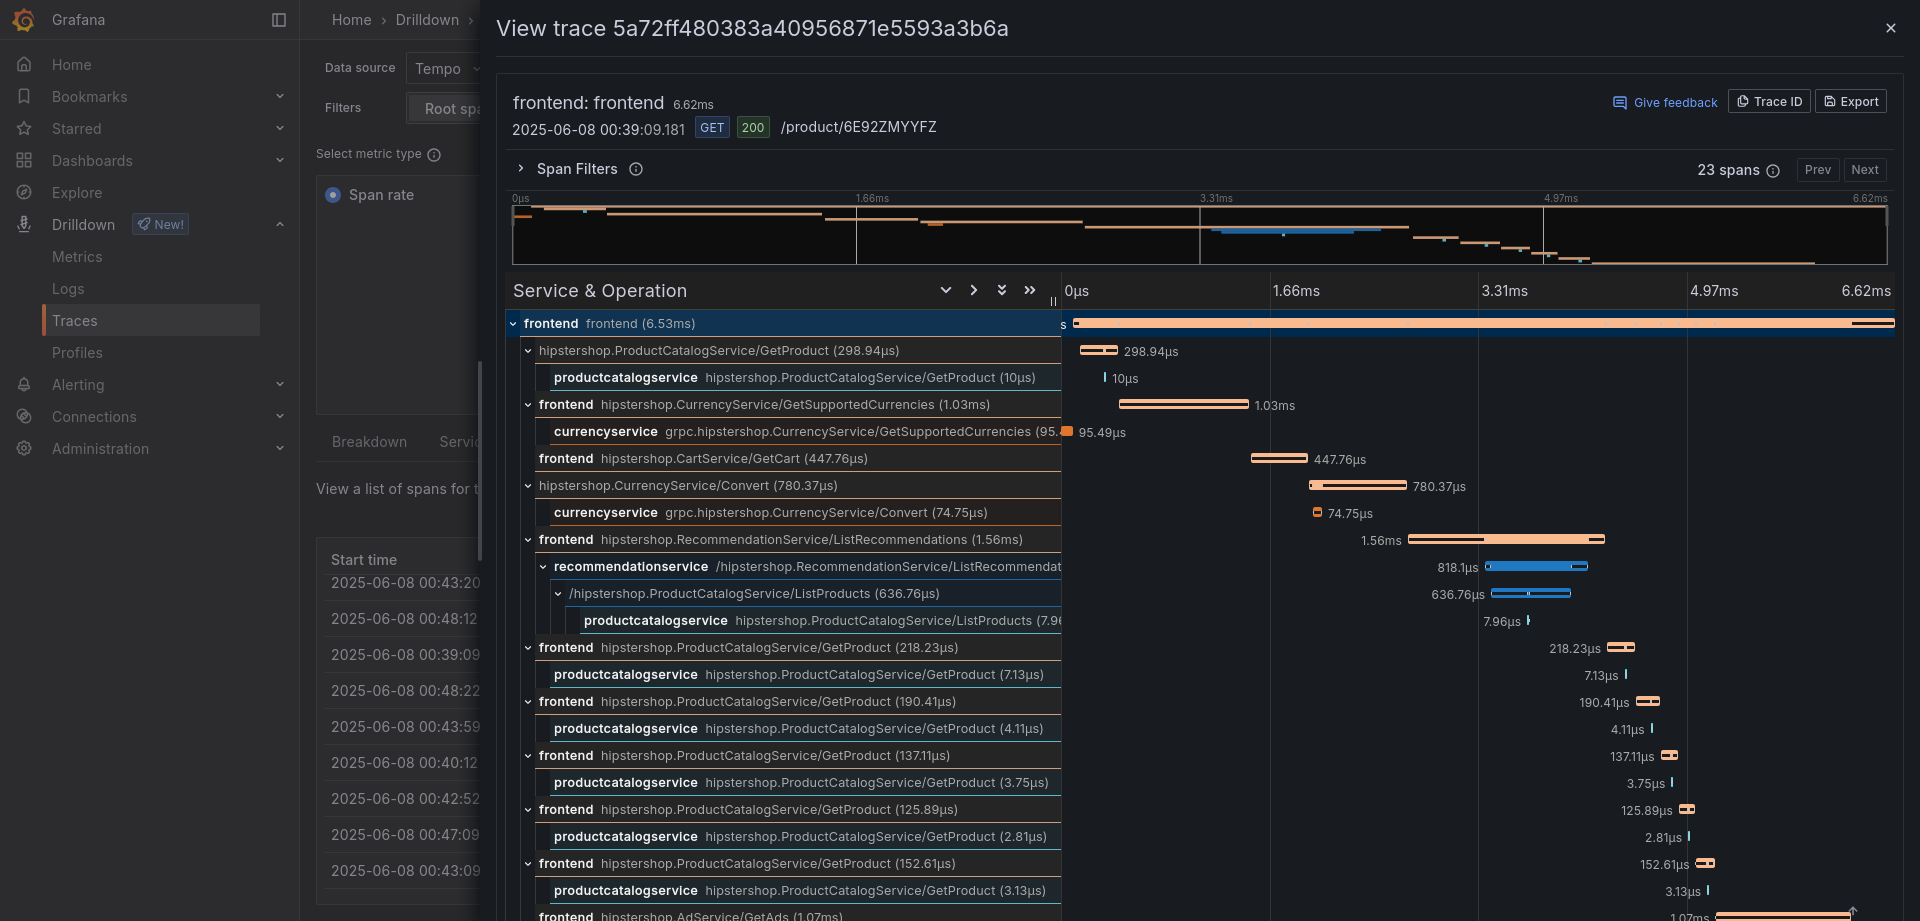 Grafana
Home
Bookmarks
Starred
Dashboards
Explore
Drilldown New!
Metrics
Logs
Traces
Profiles
Alerting
Connections
Administration
Home › Drilldown ›
Data source Tempo
Filters Root spa
Select metric type
Span rate
Breakdown Servic
View a list of spans for t
Start time
2025-06-08 00:43:20
2025-06-08 00:48:12
2025-06-08 00:39:09
2025-06-08 00:48:22
2025-06-08 00:43:59
2025-06-08 00:40:12
2025-06-08 00:42:52
2025-06-08 00:47:09
2025-06-08 00:43:09
View trace 5a72ff480383a40956871e5593a3b6a
frontend: frontend 6.62ms
Give feedback Trace ID Export
2025-06-08 00:39:09.181 GET 200 /product/6E92ZMYYFZ
Span Filters
23 spans Prev Next
0μs 1.66ms 3.31ms 4.97ms 6.62ms
Service & Operation 0μs 1.66ms 3.31ms 4.97ms 6.62ms
frontend frontend (6.53ms) s
hipstershop.ProductCatalogService/GetProduct (298.94μs) 298.94μs
productcatalogservice hipstershop.ProductCatalogService/GetProduct (10μs) 10μs
frontend hipstershop.CurrencyService/GetSupportedCurrencies (1.03ms) 1.03ms
currencyservice grpc.hipstershop.CurrencyService/GetSupportedCurrencies (95.4 95.49μs
frontend hipstershop.CartService/GetCart (447.76μs) 447.76μs
hipstershop.CurrencyService/Convert (780.37μs) 780.37μs
currencyservice grpc.hipstershop.CurrencyService/Convert (74.75μs) 74.75μs
frontend hipstershop.RecommendationService/ListRecommendations (1.56ms) 1.56ms
recommendationservice /hipstershop.RecommendationService/ListRecommendat 818.1μs
/hipstershop.ProductCatalogService/ListProducts (636.76μs) 636.76μs
productcatalogservice hipstershop.ProductCatalogService/ListProducts (7.96 7.96μs
frontend hipstershop.ProductCatalogService/GetProduct (218.23μs) 218.23μs
productcatalogservice hipstershop.ProductCatalogService/GetProduct (7.13μs) 7.13μs
frontend hipstershop.ProductCatalogService/GetProduct (190.41μs) 190.41μs
productcatalogservice hipstershop.ProductCatalogService/GetProduct (4.11μs) 4.11μs
frontend hipstershop.ProductCatalogService/GetProduct (137.11μs) 137.11μs
productcatalogservice hipstershop.ProductCatalogService/GetProduct (3.75μs) 3.75μs
frontend hipstershop.ProductCatalogService/GetProduct (125.89μs) 125.89μs
productcatalogservice hipstershop.ProductCatalogService/GetProduct (2.81μs) 2.81μs
frontend hipstershop.ProductCatalogService/GetProduct (152.61μs) 152.61μs
productcatalogservice hipstershop.ProductCatalogService/GetProduct (3.13μs) 3.13μs
frontend hipstershop.AdService/GetAds (1.07ms) 1.07ms